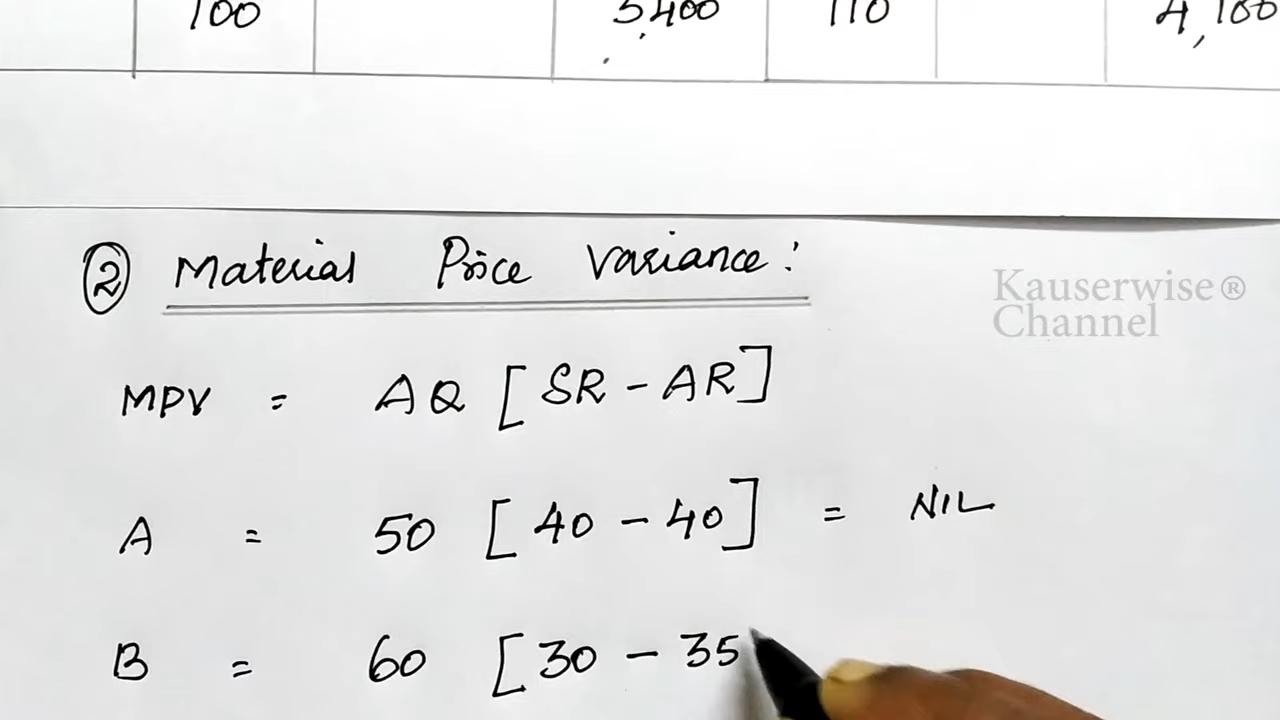 100 3,400 110 4,100
② Material Price Variance:
Kauserwise®
Channel
MPV = AQ [SR - AR]
A = 50 [40 - 40] = NIL
B = 60 [30 - 35